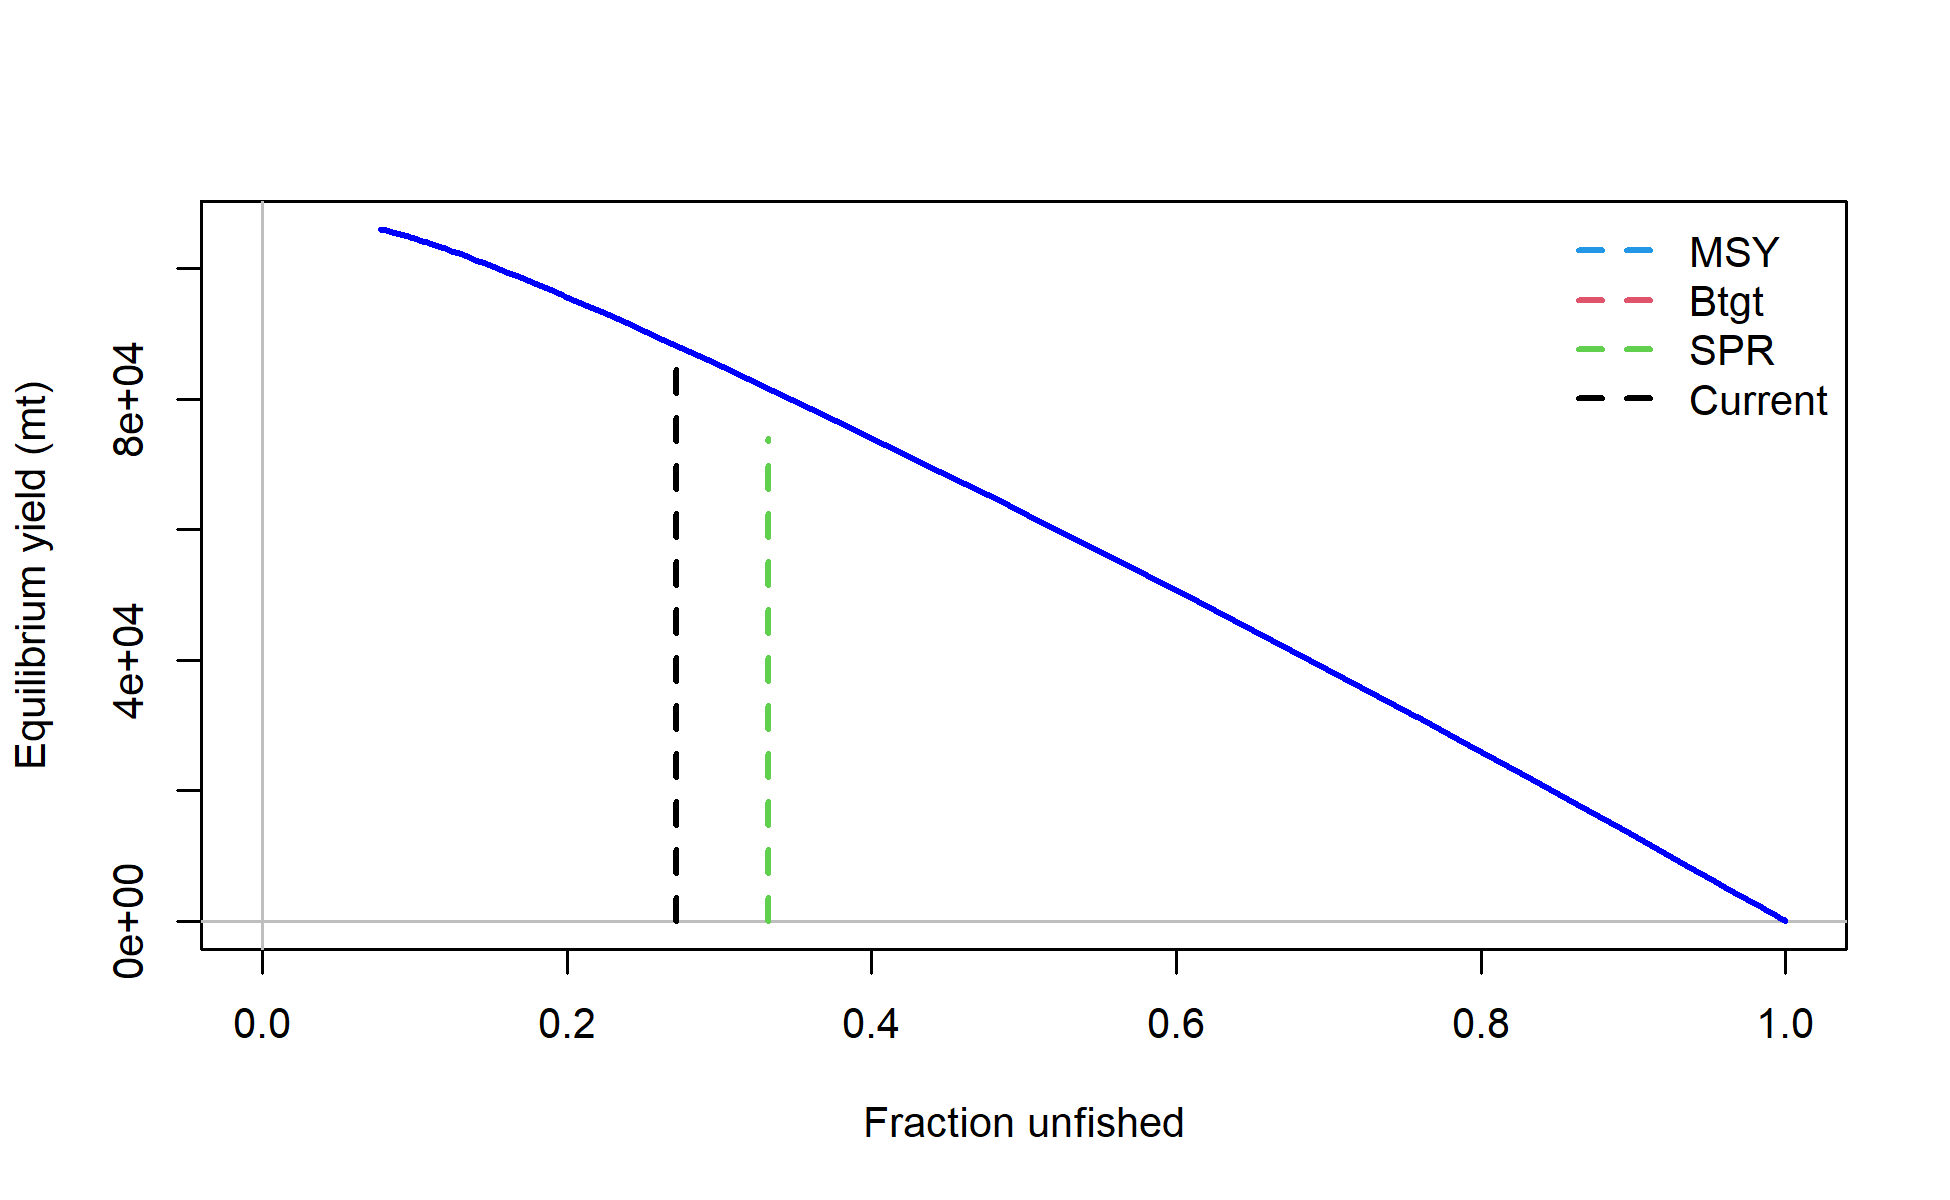 MSY
Btgt
SPR
Current
Equilibrium yield (mt)
8e+04
4e+04
0e+00
0.0 0.2 0.4 0.6 0.8 1.0
Fraction unfished